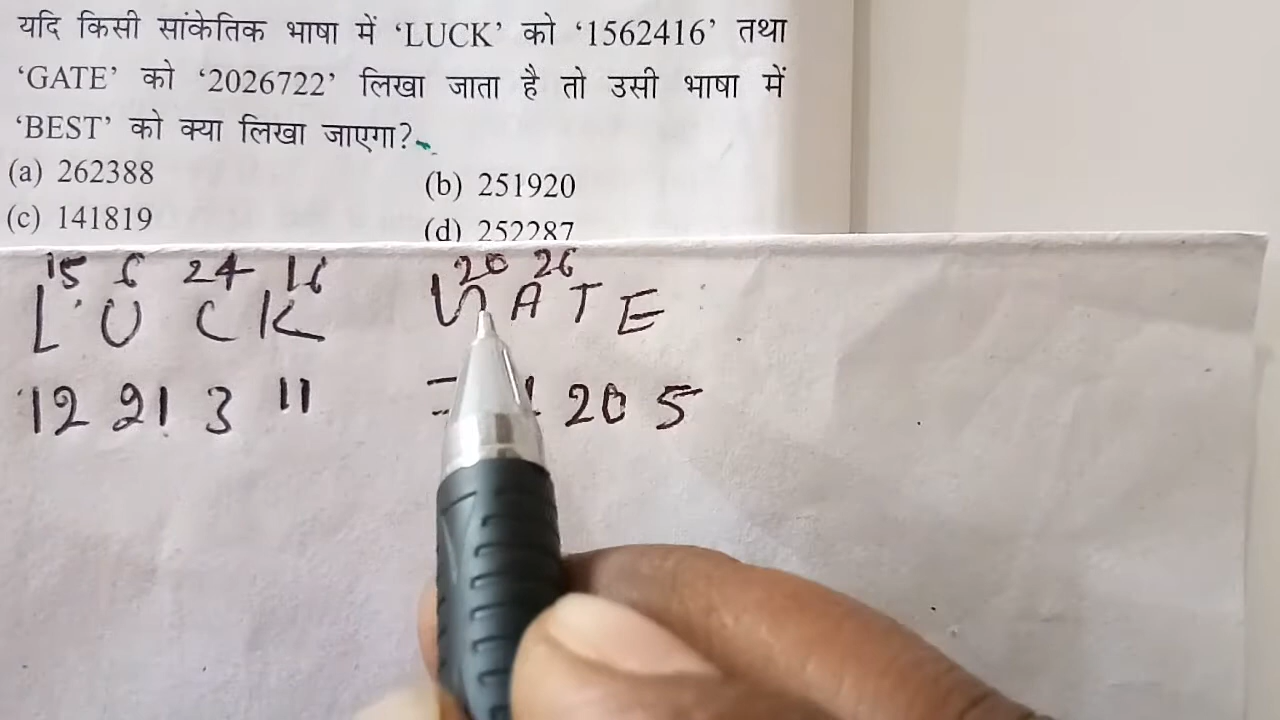 यदि किसी सांकेतिक भाषा में ‘LUCK’ को ‘1562416’ तथा
‘GATE’ को ‘2026722’ लिखा जाता है तो उसी भाषा में
‘BEST’ को क्या लिखा जाएगा?
(a) 262388
(b) 251920
(c) 141819
(d) 252287
15 6 24 16 20 26
L U C K G A T E
12 21 3 11 20 5